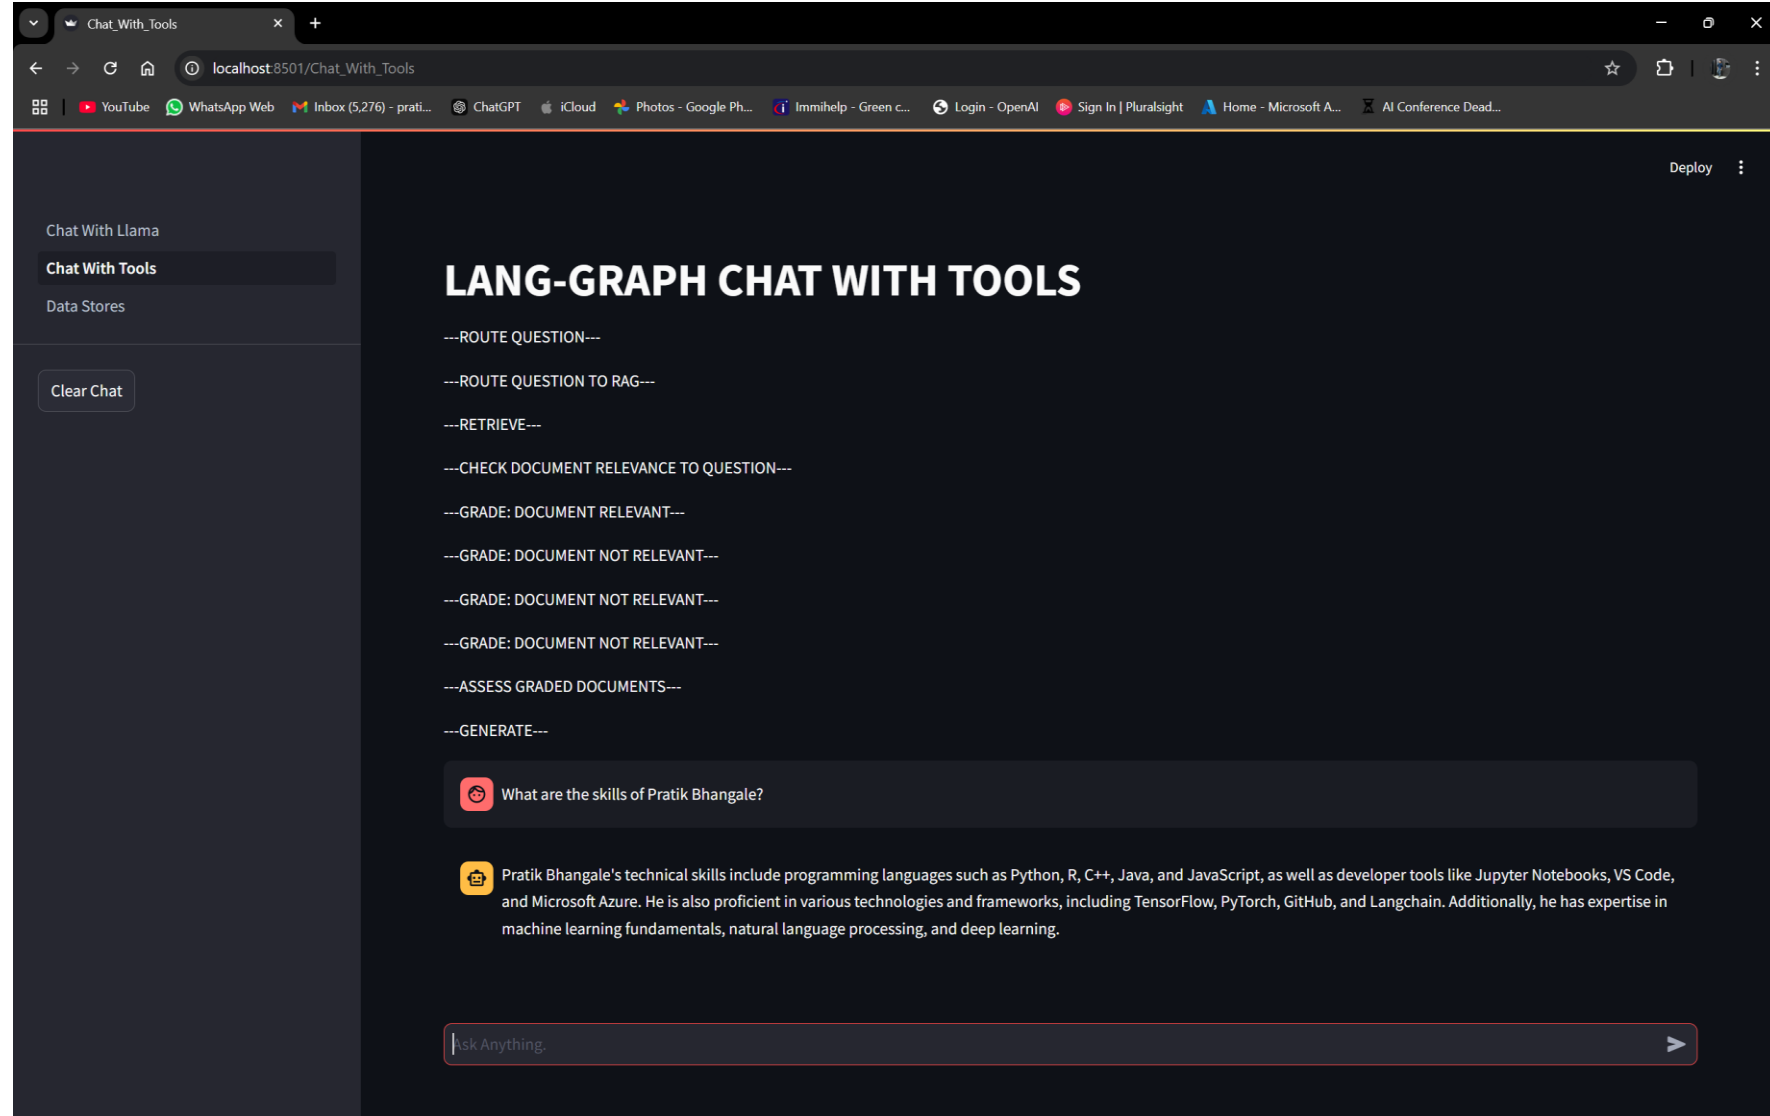 Chat_With_Tools
localhost:8501/Chat_With_Tools
YouTube WhatsApp Web Inbox (5,276) - prati... ChatGPT iCloud Photos - Google Ph... Immihelp - Green c... Login - OpenAI Sign In | Pluralsight Home - Microsoft A... AI Conference Dead...
Deploy
Chat With Llama
Chat With Tools
Data Stores
Clear Chat
LANG-GRAPH CHAT WITH TOOLS
---ROUTE QUESTION---
---ROUTE QUESTION TO RAG---
---RETRIEVE---
---CHECK DOCUMENT RELEVANCE TO QUESTION---
---GRADE: DOCUMENT RELEVANT---
---GRADE: DOCUMENT NOT RELEVANT---
---GRADE: DOCUMENT NOT RELEVANT---
---GRADE: DOCUMENT NOT RELEVANT---
---ASSESS GRADED DOCUMENTS---
---GENERATE---
What are the skills of Pratik Bhangale?
Pratik Bhangale's technical skills include programming languages such as Python, R, C++, Java, and JavaScript, as well as developer tools like Jupyter Notebooks, VS Code,
and Microsoft Azure. He is also proficient in various technologies and frameworks, including TensorFlow, PyTorch, GitHub, and Langchain. Additionally, he has expertise in
machine learning fundamentals, natural language processing, and deep learning.
Ask Anything.